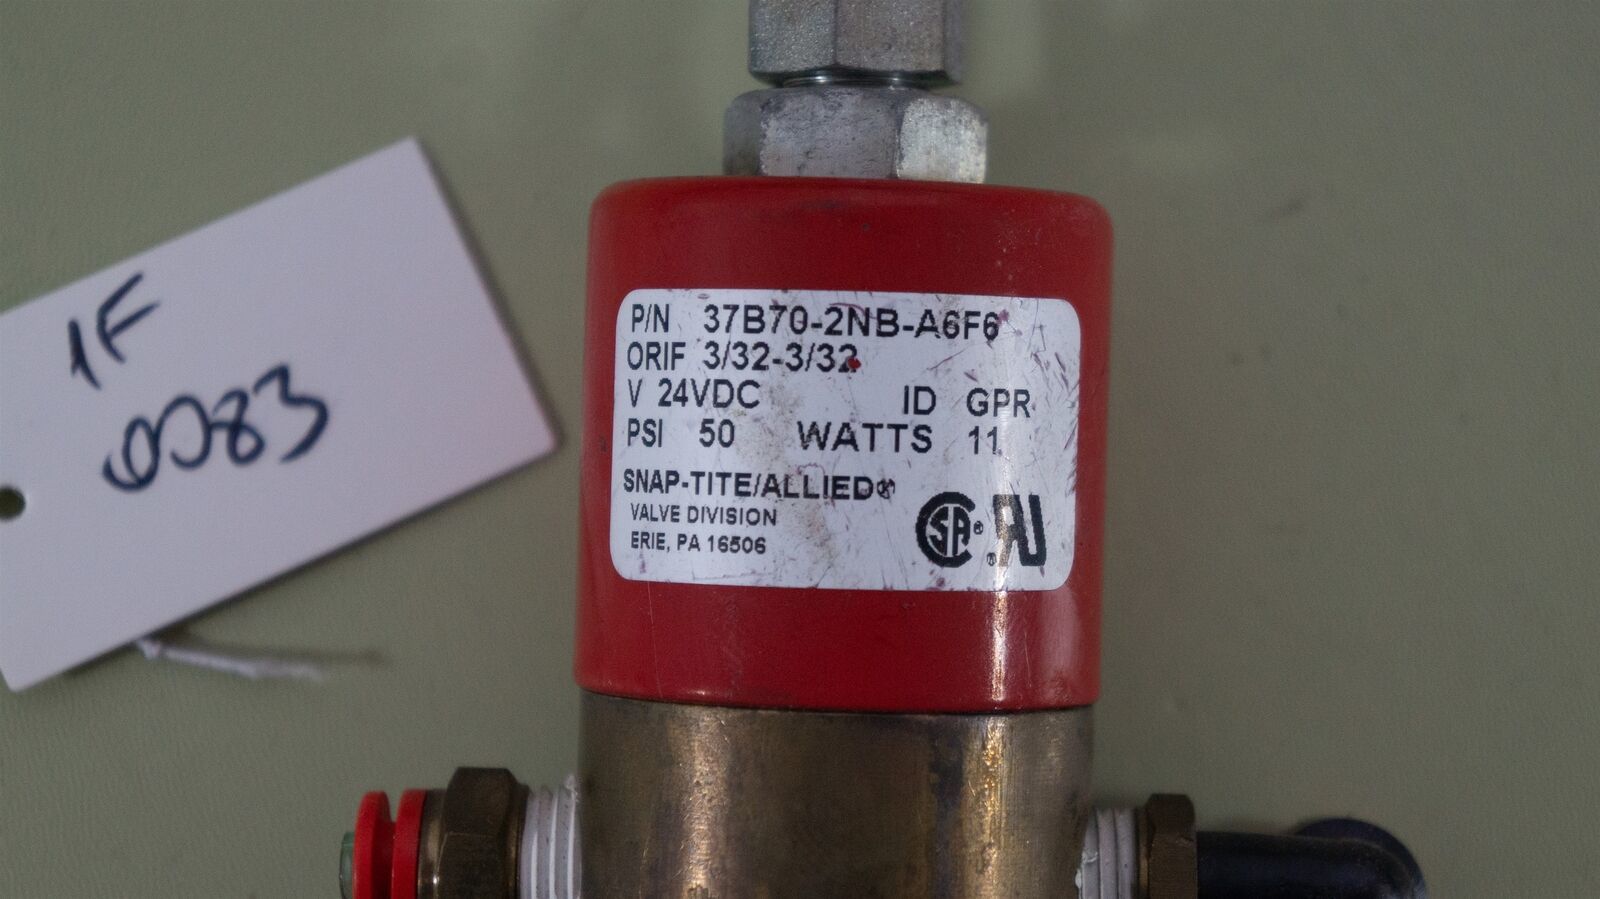 1F
0083
P/N 37B70-2NB-A6F6
ORIF 3/32-3/32
V 24VDC ID GPR
PSI 50 WATTS 11
SNAP-TITE/ALLIED®
VALVE DIVISION
ERIE, PA 16506
CSA®
®